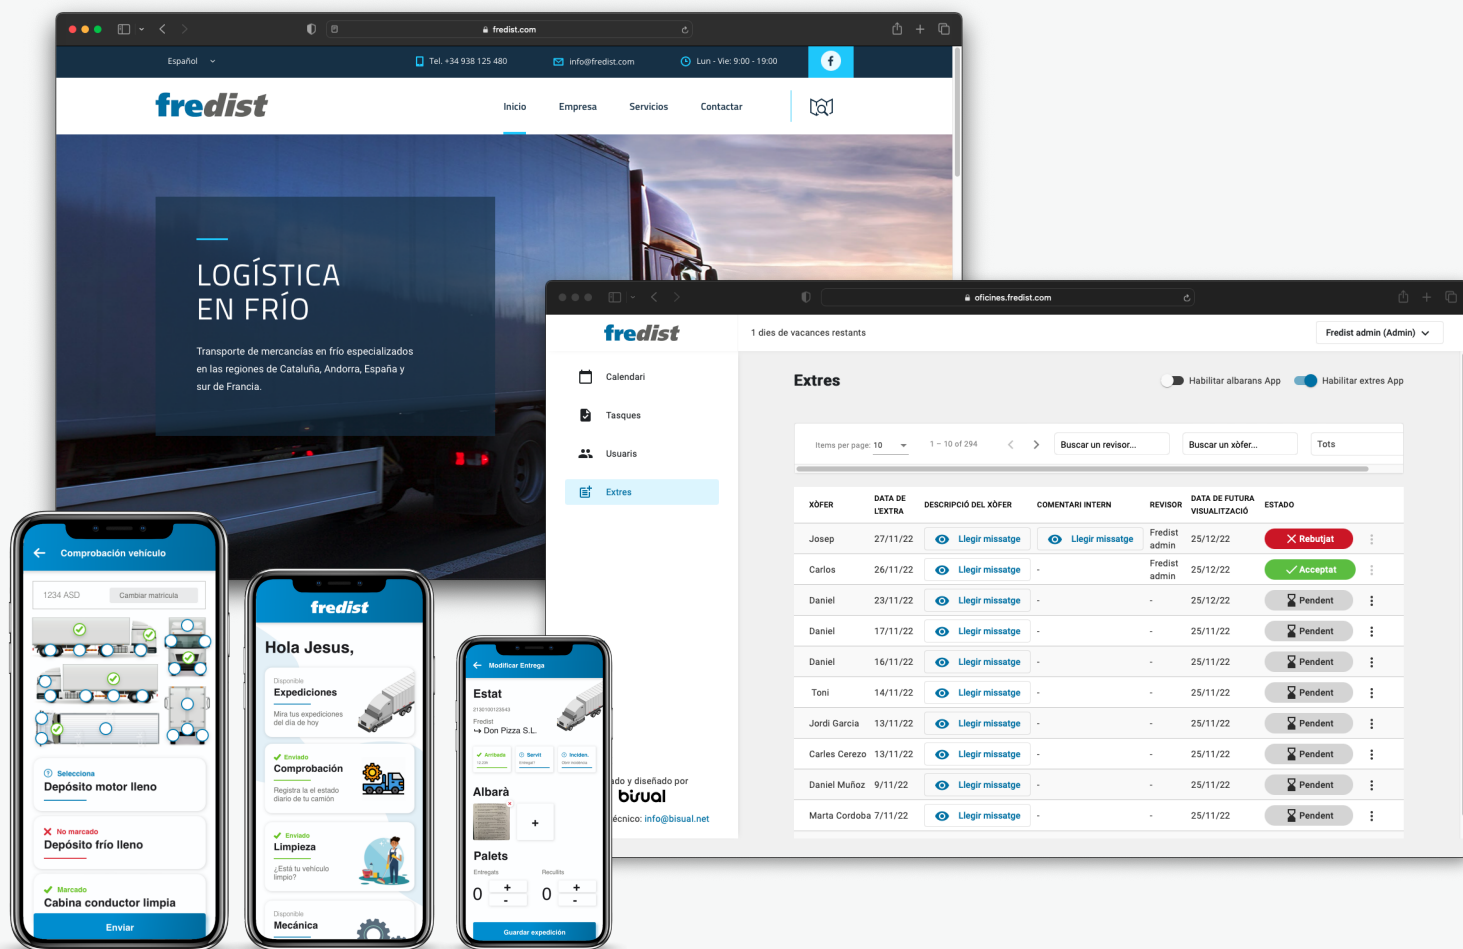 fredist.com
Español
Tel. +34 938 125 480
info@fredist.com
Lun - Vie: 9:00 - 19:00
fredist
Inicio
Empresa
Servicios
Contactar
LOGÍSTICA
EN FRÍO
Transporte de mercancías en frío especializados
en las regiones de Cataluña, Andorra, España y
sur de Francia.
oficines.fredist.com
fredist
1 dies de vacances restants
Fredist admin (Admin)
Calendari
Tasques
Usuaris
Extres
ado y diseñado por
bisual
écnico: info@bisual.net
Extres
Habilitar albarans App
Habilitar extres App
Items per page: 10
1 – 10 of 294
Buscar un revisor...
Buscar un xòfer...
Tots
XÒFER DATA DE L'EXTRA DESCRIPCIÓ DEL XÒFER COMENTARI INTERN REVISOR DATA DE FUTURA VISUALITZACIÓ ESTADO
Josep 27/11/22 Llegir missatge Llegir missatge Fredist admin 25/12/22 Rebutjat
Carlos 26/11/22 Llegir missatge - Fredist admin 25/12/22 Acceptat
Daniel 23/11/22 Llegir missatge - - 25/12/22 Pendent
Daniel 17/11/22 Llegir missatge - - 25/11/22 Pendent
Daniel 16/11/22 Llegir missatge - - 25/11/22 Pendent
Toni 14/11/22 Llegir missatge - - 25/11/22 Pendent
Jordi Garcia 13/11/22 Llegir missatge - - 25/11/22 Pendent
Carles Cerezo 13/11/22 Llegir missatge - - 25/11/22 Pendent
Daniel Muñoz 9/11/22 Llegir missatge - - 25/11/22 Pendent
Marta Cordoba 7/11/22 Llegir missatge - - 25/11/22 Pendent
Comprobación vehículo
1234 ASD
Cambiar matricula
Selecciona
Depósito motor lleno
No marcado
Depósito frío lleno
Marcado
Cabina conductor limpia
Enviar
fredist
Hola Jesus,
Disponible
Expediciones
Mira tus expediciones
del día de hoy
Enviado
Comprobación
Registra la el estado
diario de tu camión
Enviado
Limpieza
¿Está tu vehículo
limpio?
Disponible
Mecánica
Modificar Entrega
Estat
2130100123543
Fredist
Don Pizza S.L.
Arribada
Servit
Inciden.
Albarà
+
Palets
Entregats
Recullits
0 + -
0 + -
Guardar expedición